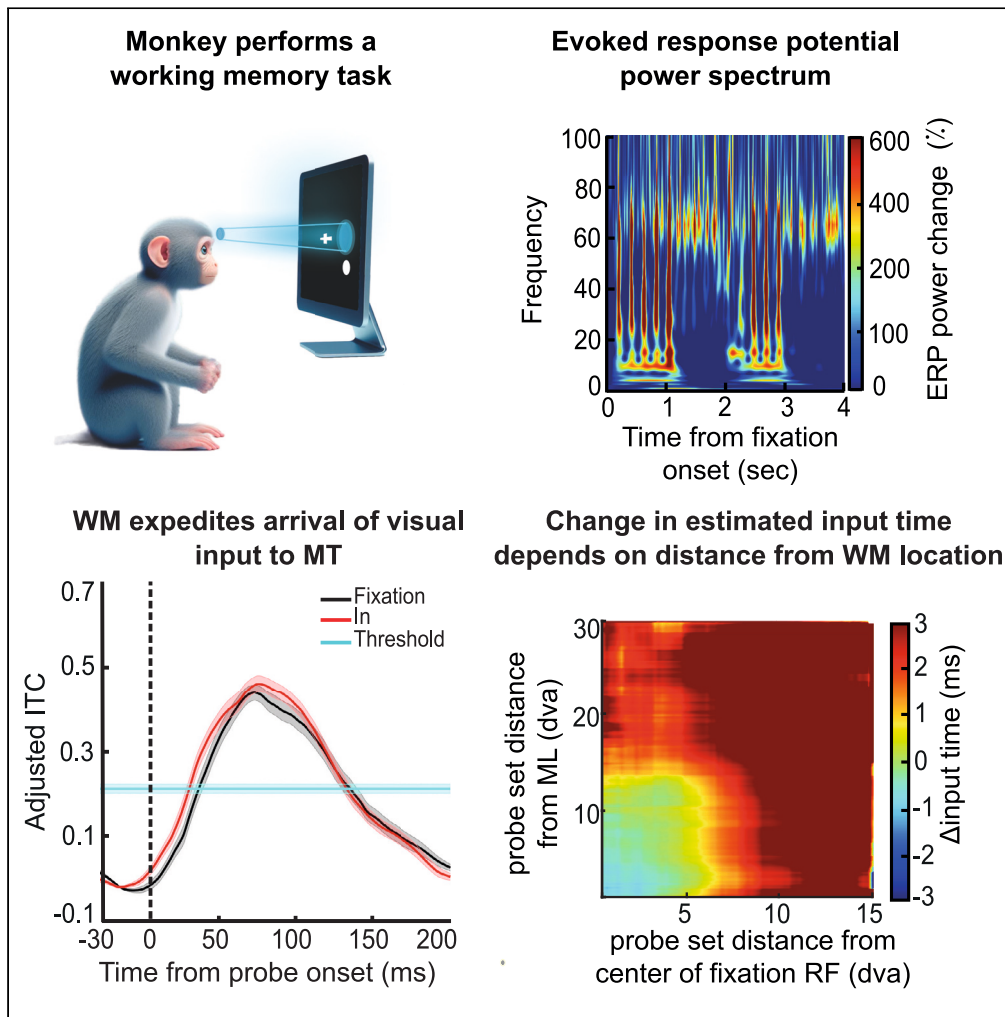 Monkey performs a
working memory task
Evoked response potential
power spectrum
100
80
60
40
20
0
Frequency
0
1
2
3
4
Time from fixation
onset (sec)
600
400
200
100
0
ERP power change (%)
WM expedites arrival of visual
input to MT
Fixation
In
Threshold
0.7
0.5
0.3
0.1
-0.1
Adjusted ITC
-30
0
50
100
150
200
Time from probe onset (ms)
Change in estimated input time
depends on distance from WM location
30
20
10
probe set distance
from ML (dva)
5
10
15
probe set distance from
center of fixation RF (dva)
3
2
1
0
-1
-2
-3
Δinput time (ms)